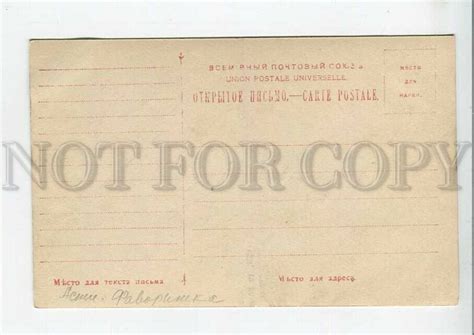 ВСЕМІРНЫЙ ПОЧТОВЫЙ СОЮЗЪ
UNION POSTALE UNIVERSELLE.
ОТКРЫТОЕ ПИСЬМО.—CARTE POSTALE.
МѢСТО
ДЛЯ
МАРКИ.
NOT FOR COPY
Мѣсто для текста письма
Мѣсто для адреса.
Фаворитка